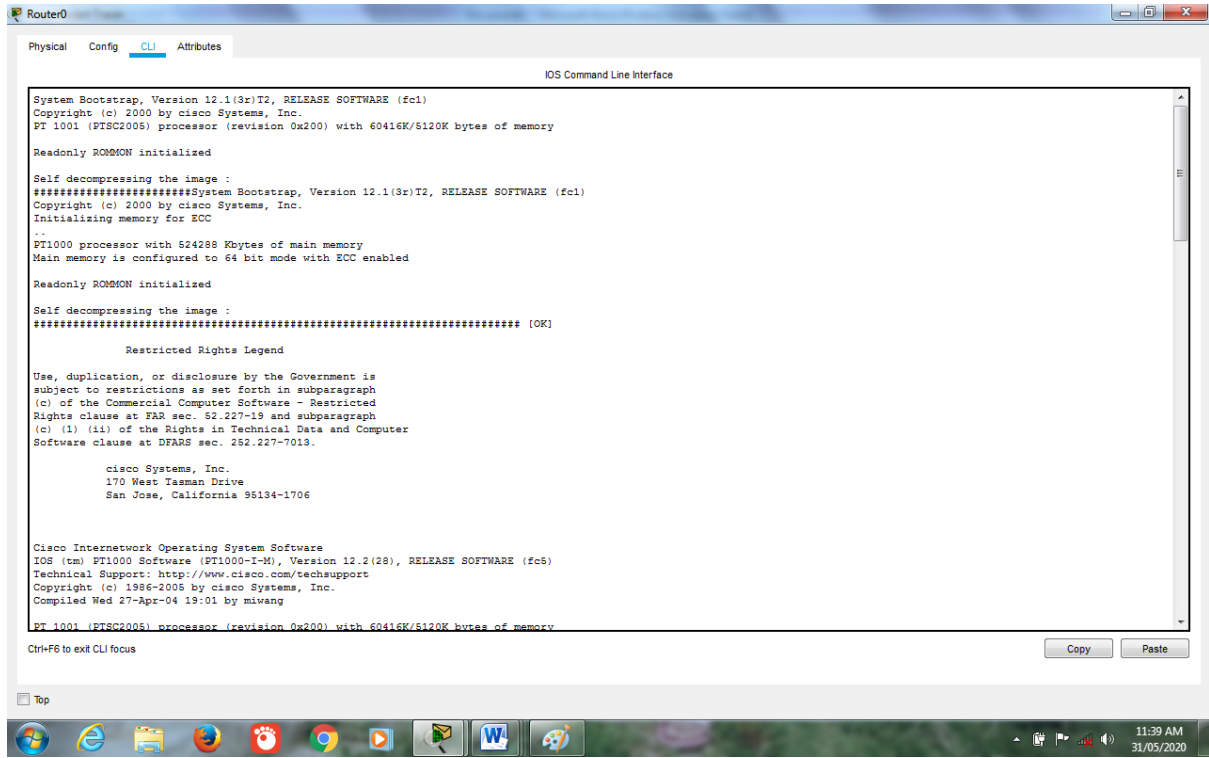 Router0
Physical Config CLI Attributes
IOS Command Line Interface
System Bootstrap, Version 12.1(3r)T2, RELEASE SOFTWARE (fc1)
Copyright (c) 2000 by cisco Systems, Inc.
PT 1001 (PTSC2005) processor (revision 0x200) with 60416K/5120K bytes of memory
Readonly ROMMON initialized
Self decompressing the image :
########################System Bootstrap, Version 12.1(3r)T2, RELEASE SOFTWARE (fc1)
Copyright (c) 2000 by cisco Systems, Inc.
Initializing memory for ECC
..
PT1000 processor with 524288 Kbytes of main memory
Main memory is configured to 64 bit mode with ECC enabled
Readonly ROMMON initialized
Self decompressing the image :
########################################################################## [OK]
Restricted Rights Legend
Use, duplication, or disclosure by the Government is
subject to restrictions as set forth in subparagraph
(c) of the Commercial Computer Software - Restricted
Rights clause at FAR sec. 52.227-19 and subparagraph
(c) (1) (ii) of the Rights in Technical Data and Computer
Software clause at DFARS sec. 252.227-7013.
cisco Systems, Inc.
170 West Tasman Drive
San Jose, California 95134-1706
Cisco Internetwork Operating System Software
IOS (tm) PT1000 Software (PT1000-I-M), Version 12.2(28), RELEASE SOFTWARE (fc5)
Technical Support: http://www.cisco.com/techsupport
Copyright (c) 1986-2005 by cisco Systems, Inc.
Compiled Wed 27-Apr-04 19:01 by miwang
PT 1001 (PTSC2005) processor (revision 0x200) with 60416K/5120K bytes of memory
Ctrl+F6 to exit CLI focus
Copy Paste
Top
11:39 AM
31/05/2020